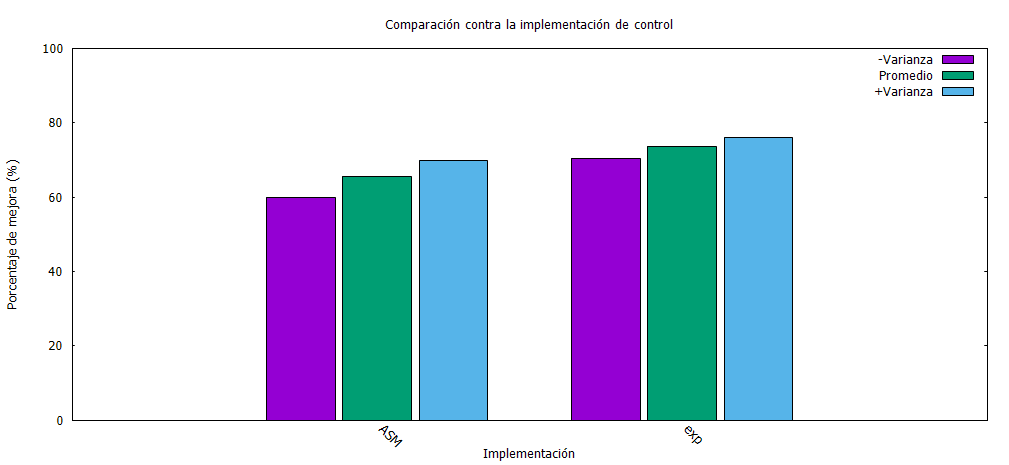 Comparación contra la implementación de control
-Varianza
Promedio
+Varianza
100
80
60
40
20
0
Porcentaje de mejora (%)
ASM
exp
Implementación